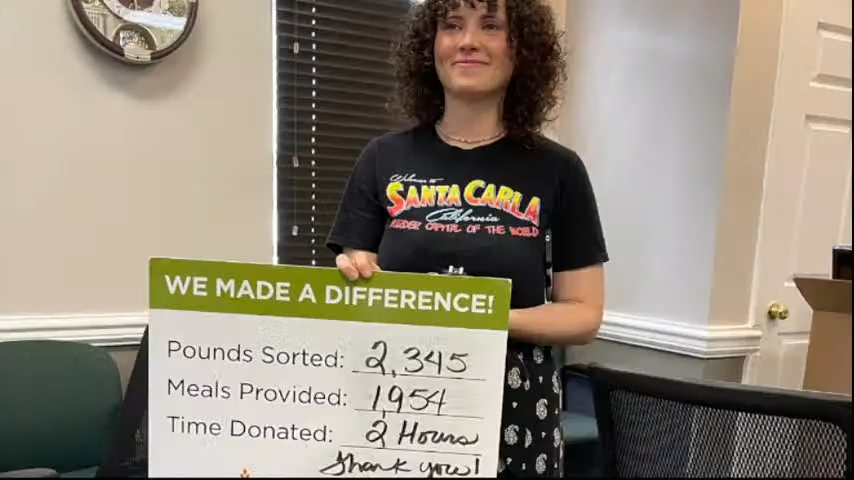 Welcome to
SANTA CARLA
California
MURDER CAPITAL OF THE WORLD
WE MADE A DIFFERENCE!
Pounds Sorted: 2,345
Meals Provided: 1,954
Time Donated: 2 Hours
Thank you!